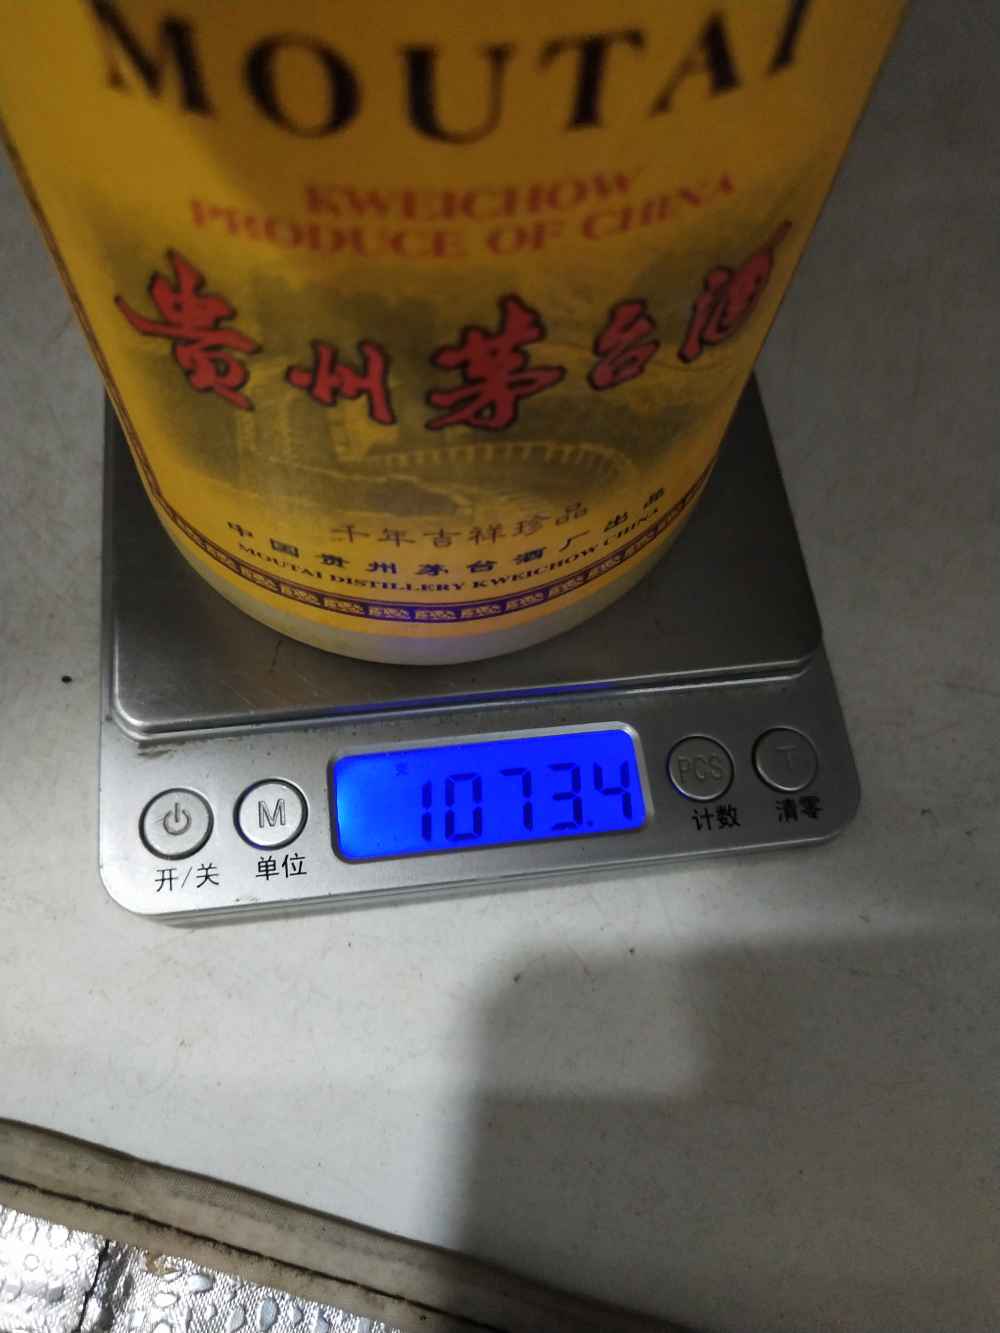 MOUTAI
KWEICHOW
PRODUCE OF CHINA
贵州茅台酒
千年吉祥珍品
中国贵州茅台酒厂出品
MOUTAI DISTILLERY KWEICHOW CHINA
克
1073.4
PCS
T
M
计数
清零
开/关
单位